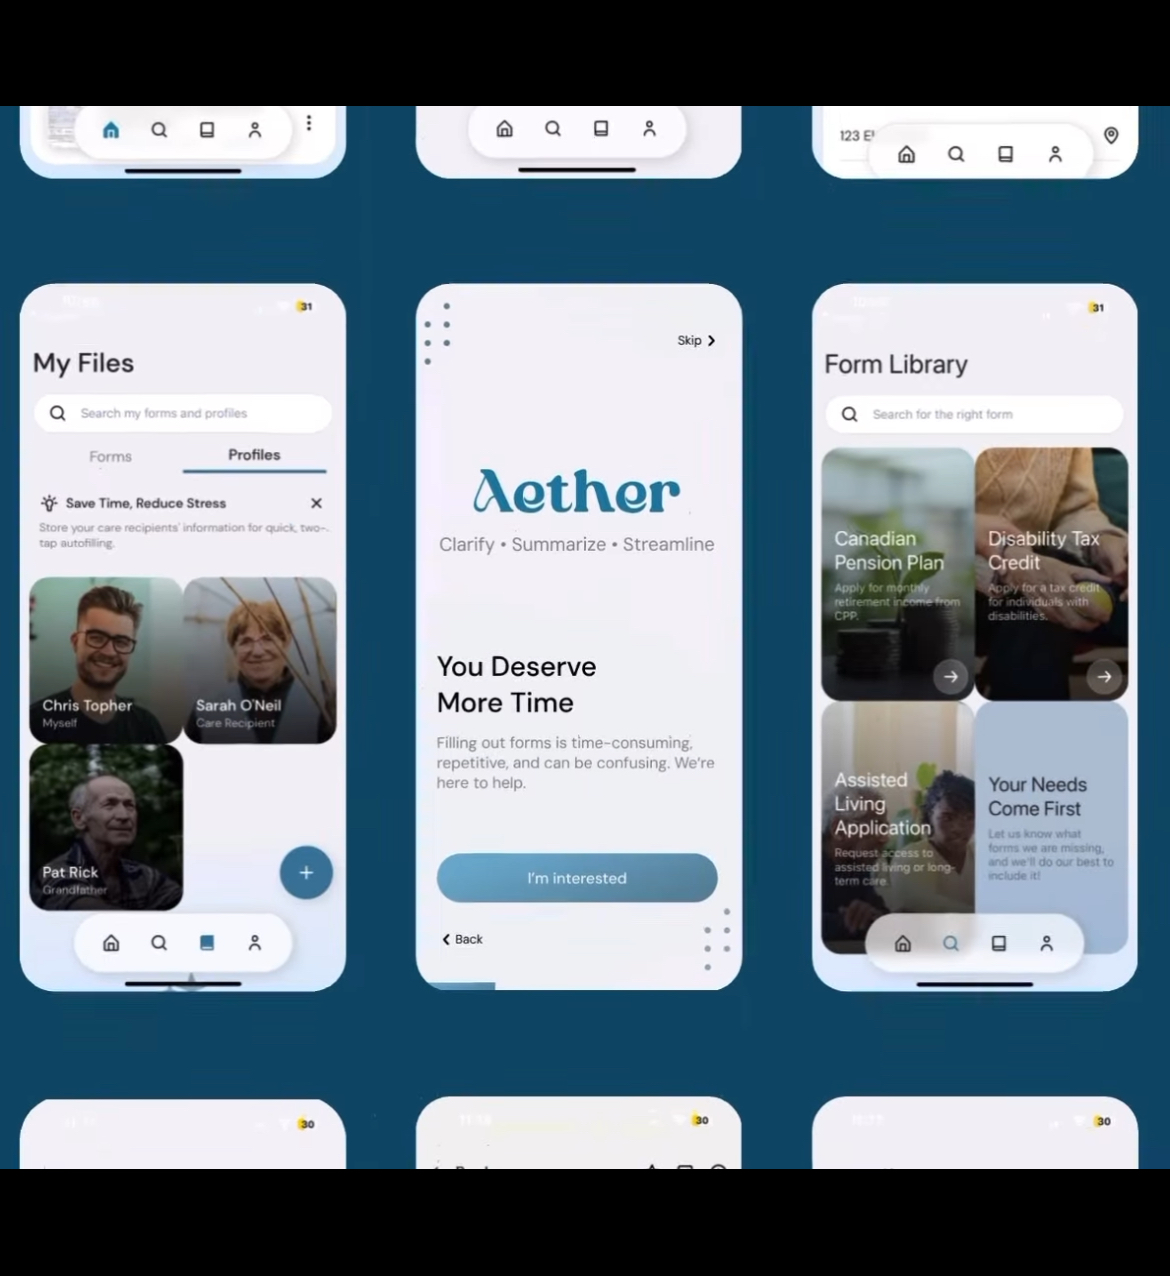 123 E
31
My Files
Search my forms and profiles
Forms
Profiles
Save Time, Reduce Stress
Store your care recipients' information for quick, two-
tap autofilling.
Chris Topher
Myself
Sarah O'Neil
Care Recipient
Pat Rick
Grandfather
Skip
Aether
Clarify • Summarize • Streamline
You Deserve
More Time
Filling out forms is time-consuming,
repetitive, and can be confusing. We're
here to help.
I'm interested
Back
31
Form Library
Search for the right form
Canadian
Pension Plan
Apply for monthly
retirement income from
CPP.
Disability Tax
Credit
Apply for a tax credit
for individuals with
disabilities.
Assisted
Living
Application
Request access to
assisted living or long-
term care.
Your Needs
Come First
Let us know what
forms we are missing,
and we'll do our best to
include it!
30
30
30